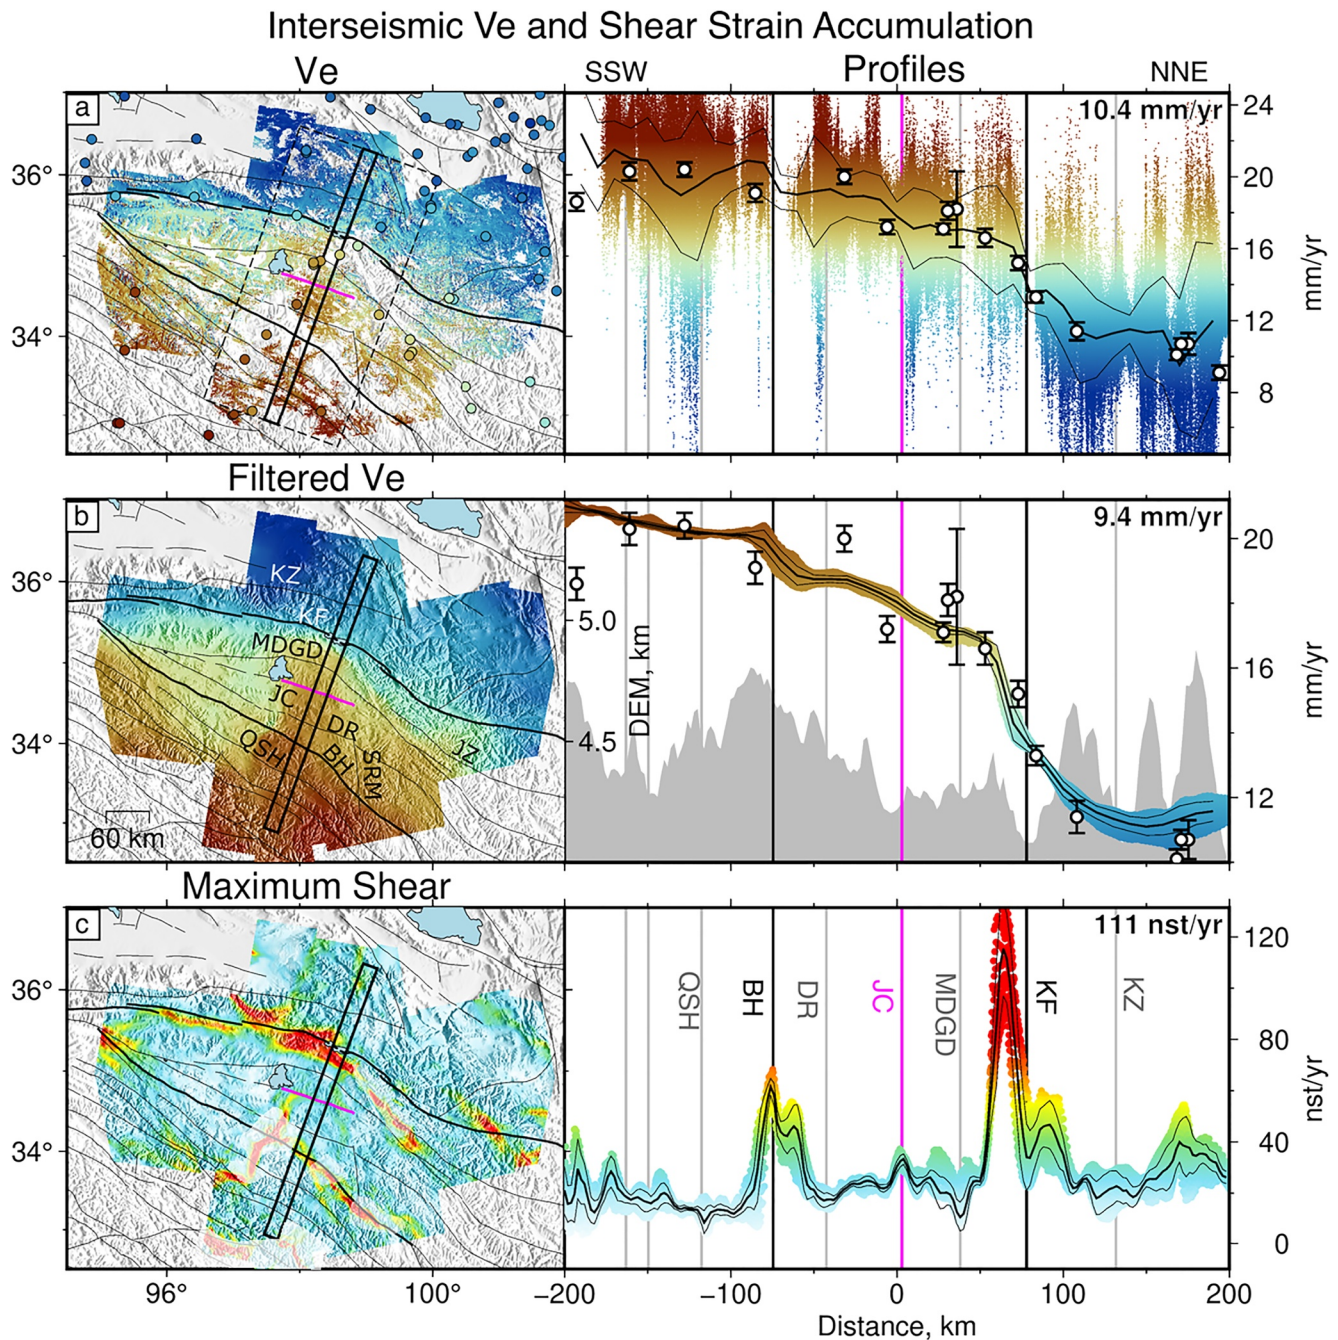 Interseismic Ve and Shear Strain Accumulation
Ve
SSW
Profiles
NNE
a
10.4 mm/yr
36°
34°
24
20
16
12
8
mm/yr
Filtered Ve
b
9.4 mm/yr
KZ
KF
MDGD
JC
DR
QSH
BH
SRM
JZ
60 km
36°
34°
5.0
4.5
DEM, km
20
16
12
mm/yr
Maximum Shear
c
111 nst/yr
36°
34°
QSH
BH
DR
JC
MDGD
KF
KZ
120
80
40
0
nst/yr
96°
100°
−200
−100
0
100
200
Distance, km